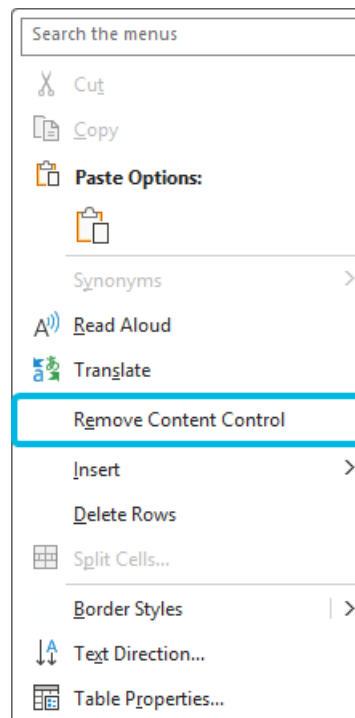 Search the menus
Cut
Copy
Paste Options:
Synonyms
Read Aloud
Translate
Remove Content Control
Insert
Delete Rows
Split Cells...
Border Styles
Text Direction...
Table Properties...